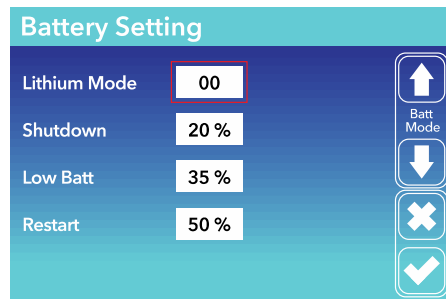 Battery Setting
Lithium Mode 00
Shutdown 20 %
Low Batt 35 %
Restart 50 %
Batt
Mode